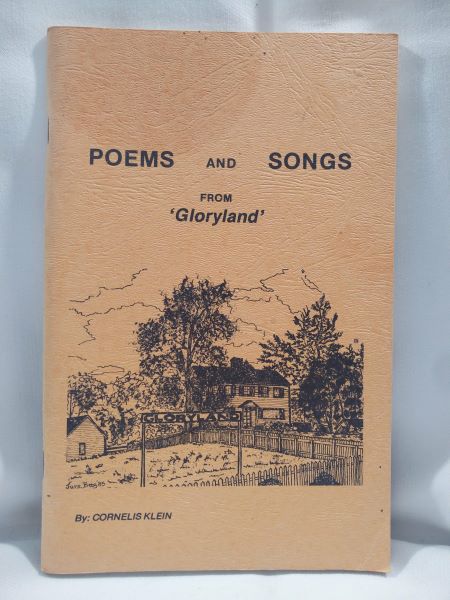 POEMS AND SONGS
FROM
'Gloryland'
GLORYLAND
By: CORNELIS KLEIN